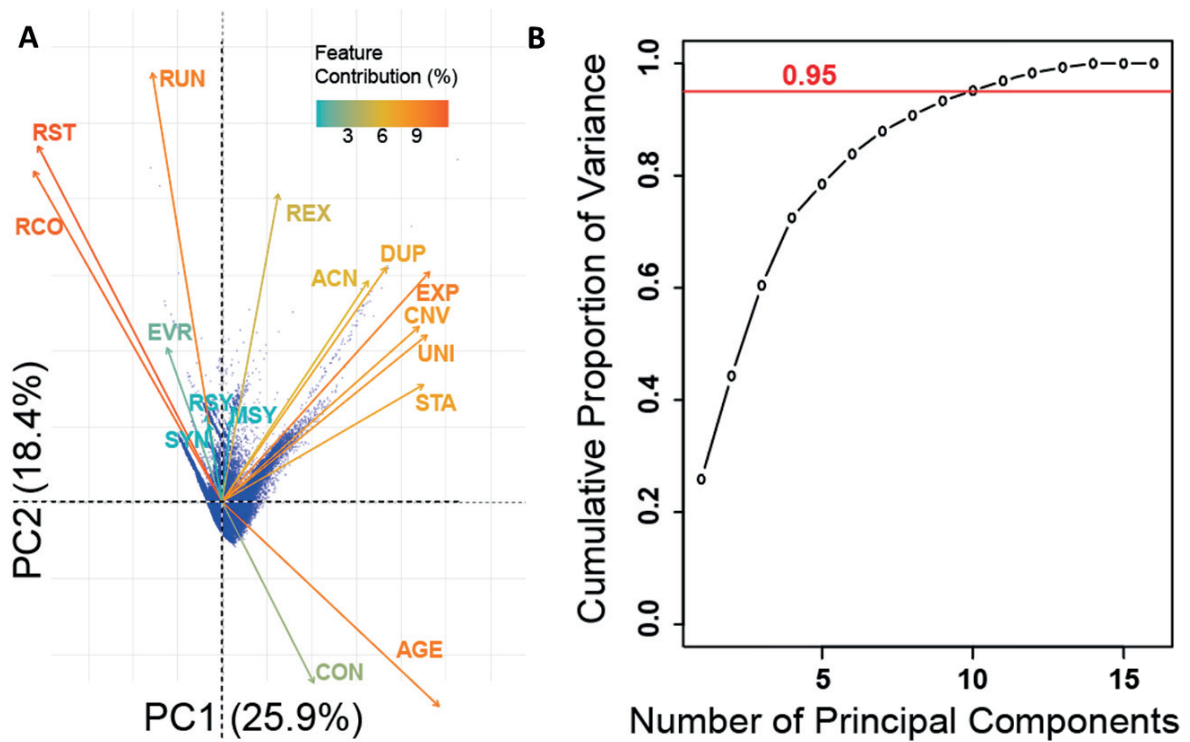 A
Feature
Contribution (%)
3 6 9
RUN
RST
RCO
REX
DUP
ACN
EXP
CNV
UNI
STA
EVR
RSY
MSY
SYN
AGE
CON
PC2 (18.4%)
PC1 (25.9%)
B
0.95
1.0
0.8
0.6
0.4
0.2
0.0
5 10 15
Cumulative Proportion of Variance
Number of Principal Components